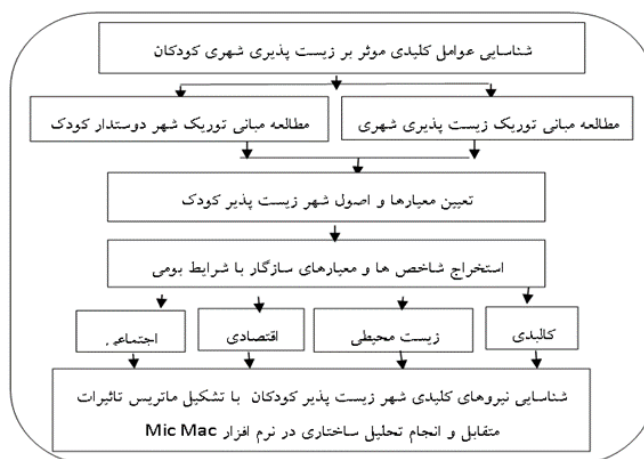 شناسایی عوامل کلیدی موثر بر زیست پذیری شهری کودکان
مطالعه مبانی توریک زیست پذیری شهری
مطالعه مبانی توریک شهر دوستدار کودک
تعیین معیارها و اصول شهر زیست پذیر کودک
استخراج شاخص ها و معیارهای سازگار با شرایط بومی
کالبدی
زیست محیطی
اقتصادی
اجتماعی
شناسایی نیروهای کلیدی شهر زیست پذیر کودکان با تشکیل ماتریس تاثیرات
متقابل و انجام تحلیل ساختاری در نرم افزار Mic Mac